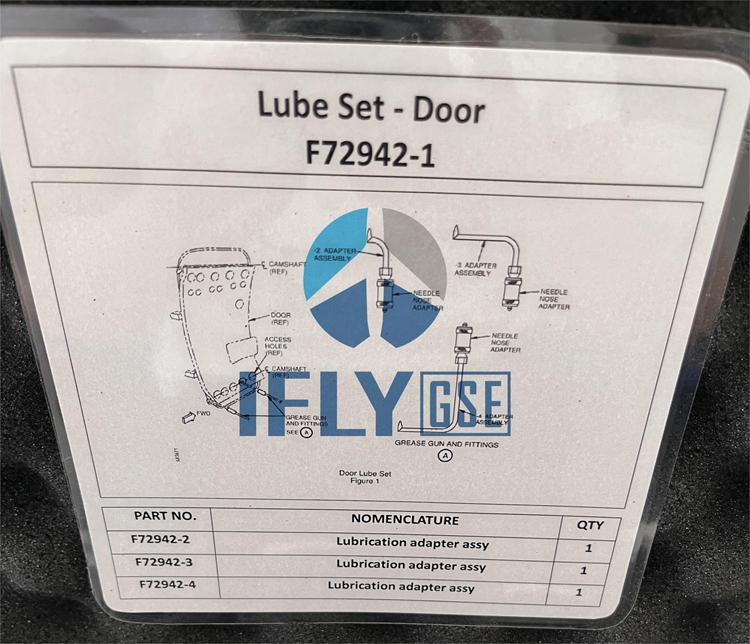 Lube Set - Door
F72942-1
-2 ADAPTER
ASSEMBLY
-3 ADAPTER
ASSEMBLY
CAMSHAFT
(REF)
NEEDLE
NOSE
ADAPTER
NEEDLE
NOSE
ADAPTER
DOOR
(REF)
NEEDLE
NOSE
ADAPTER
ACCESS
HOLES
(REF)
CAMSHAFT
(REF)
IFLY GSE
FWD
GREASE GUN
AND FITTINGS
SEE A
-4 ADAPTER
ASSEMBLY
GREASE GUN AND FITTINGS
A
Door Lube Set
Figure 1
PART NO. NOMENCLATURE QTY
F72942-2 Lubrication adapter assy 1
F72942-3 Lubrication adapter assy 1
F72942-4 Lubrication adapter assy 1